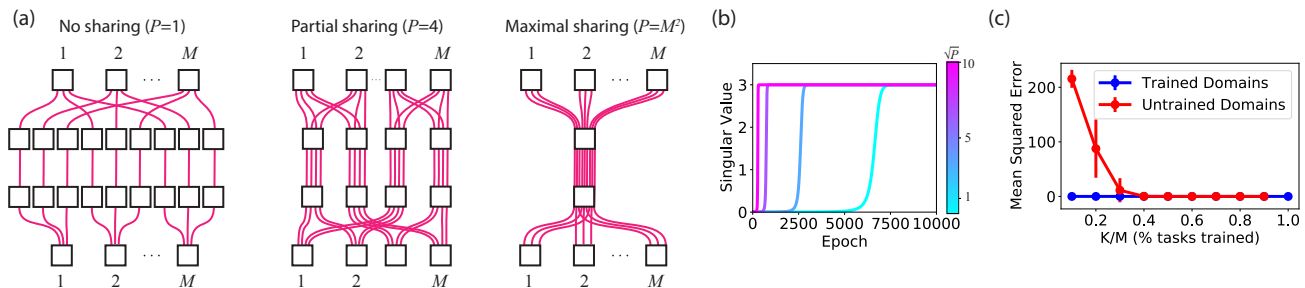 (a)
No sharing (P=1)
1 2 ... M
1 2 ... M
Partial sharing (P=4)
1 2 ... M
1 2 ... M
Maximal sharing (P=M²)
1 2 ... M
1 2 ... M
(b)
Singular Value
3
2
1
0
0 2500 5000 7500 10000
Epoch
√P
10
5
1
(c)
Mean Squared Error
200
100
0
Trained Domains
Untrained Domains
0.2 0.4 0.6 0.8 1.0
K/M (% tasks trained)